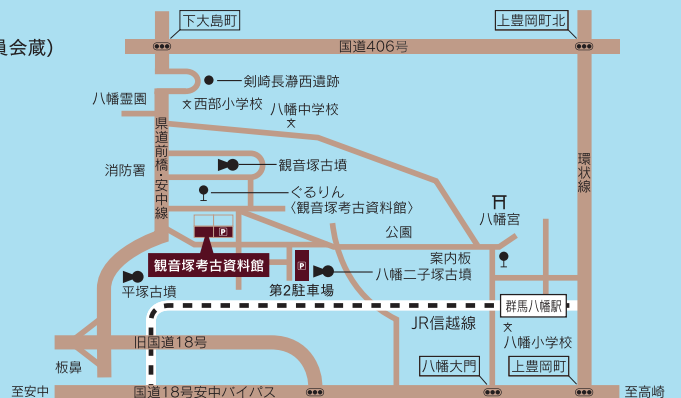 下大島町
上豊岡町北
員会蔵)
国道406号
剣崎長瀞西遺跡
八幡霊園
西部小学校
八幡中学校
県道前橋・安中線
環状線
消防署
観音塚古墳
ぐるりん
〈観音塚考古資料館〉
八幡宮
公園
P
案内板
観音塚考古資料館
P
八幡二子塚古墳
平塚古墳
第2駐車場
群馬八幡駅
JR信越線
旧国道18号
八幡小学校
板鼻
八幡大門
上豊岡町
至安中
国道18号安中バイパス
至高崎